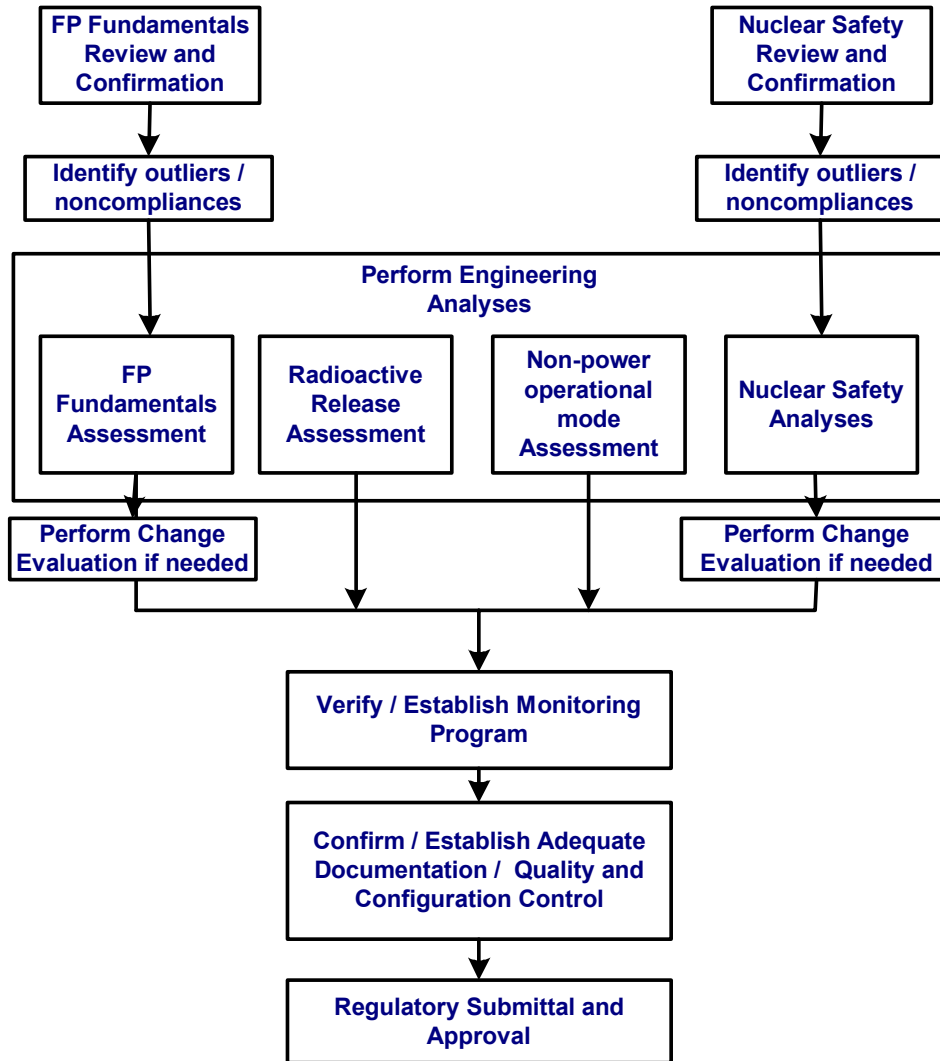 FP Fundamentals
Review and
Confirmation
Nuclear Safety
Review and
Confirmation
Identify outliers /
noncompliances
Identify outliers /
noncompliances
Perform Engineering
Analyses
FP
Fundamentals
Assessment
Radioactive
Release
Assessment
Non-power
operational
mode
Assessment
Nuclear Safety
Analyses
Perform Change
Evaluation if needed
Perform Change
Evaluation if needed
Verify / Establish Monitoring
Program
Confirm / Establish Adequate
Documentation /  Quality and
Configuration Control
Regulatory Submittal and
Approval